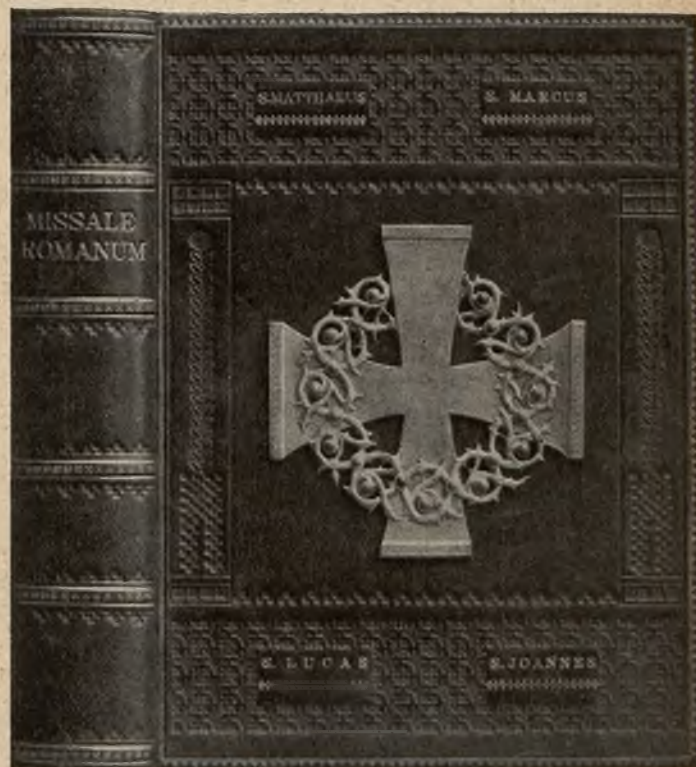 MISSALE
ROMANUM
S. MATTHAEUS
S. MARCUS
S. LUCAS
S. JOANNES